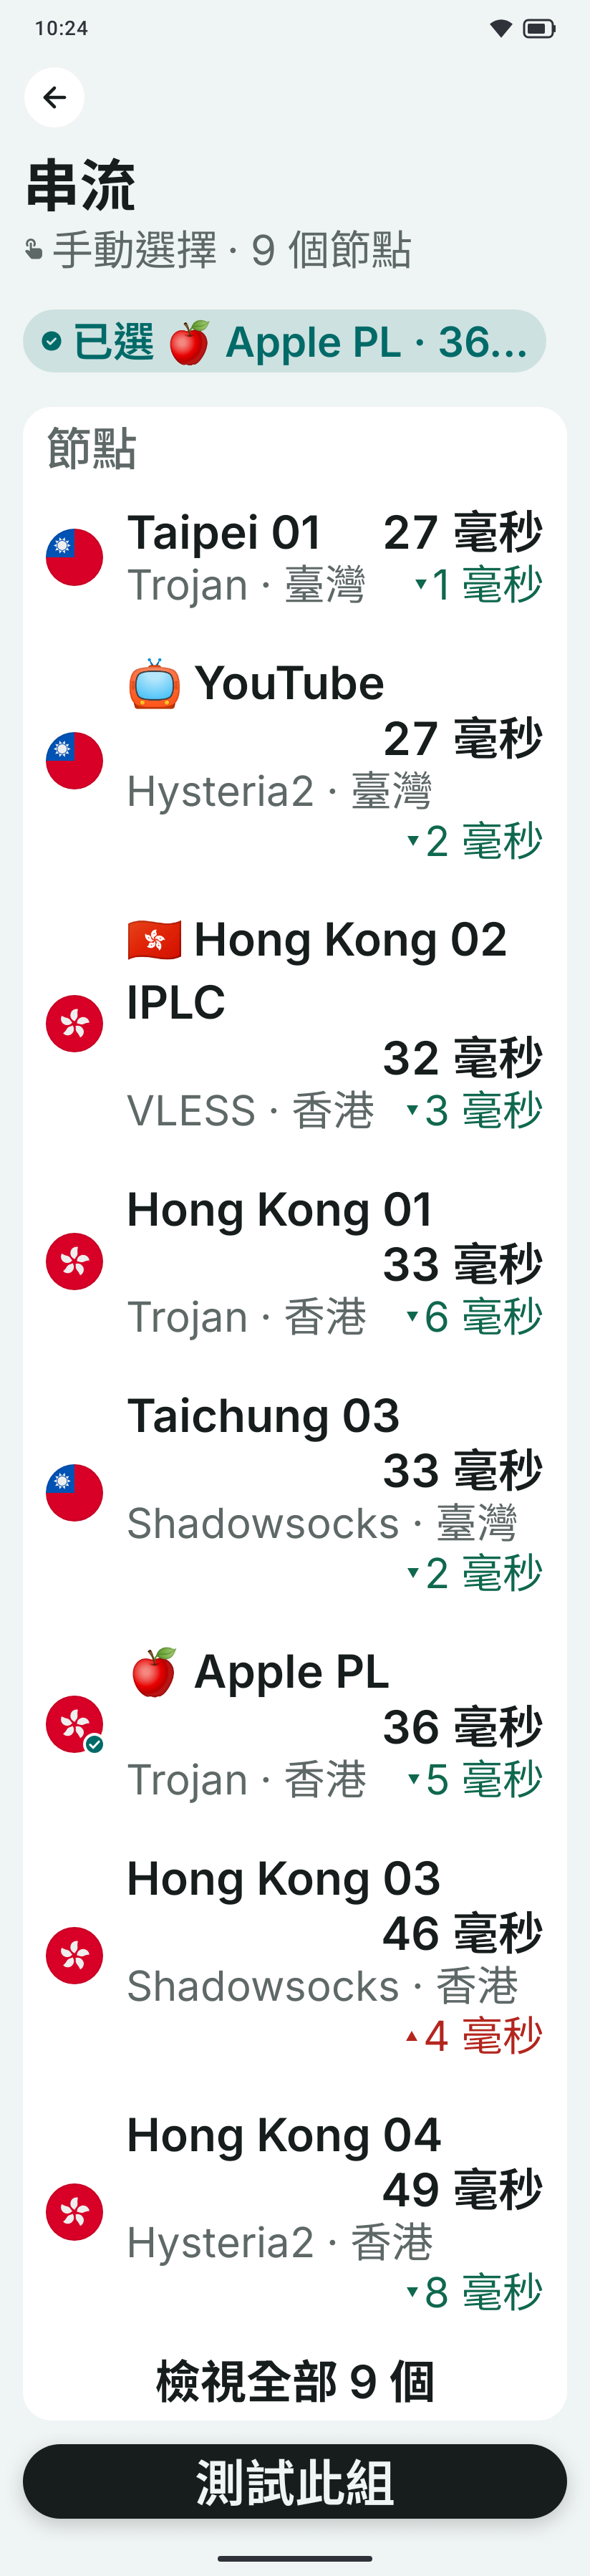 10:24
串流
手動選擇 · 9 個節點
已選 🍎 Apple PL · 36...
節點
Taipei 01 27 毫秒
Trojan · 臺灣 ▾1 毫秒
📺 YouTube
27 毫秒
Hysteria2 · 臺灣
▾2 毫秒
🇭🇰 Hong Kong 02
IPLC
32 毫秒
VLESS · 香港 ▾3 毫秒
Hong Kong 01
33 毫秒
Trojan · 香港 ▾6 毫秒
Taichung 03
33 毫秒
Shadowsocks · 臺灣
▾2 毫秒
🍎 Apple PL
36 毫秒
Trojan · 香港 ▾5 毫秒
Hong Kong 03
46 毫秒
Shadowsocks · 香港
▴4 毫秒
Hong Kong 04
49 毫秒
Hysteria2 · 香港
▾8 毫秒
檢視全部 9 個
測試此組